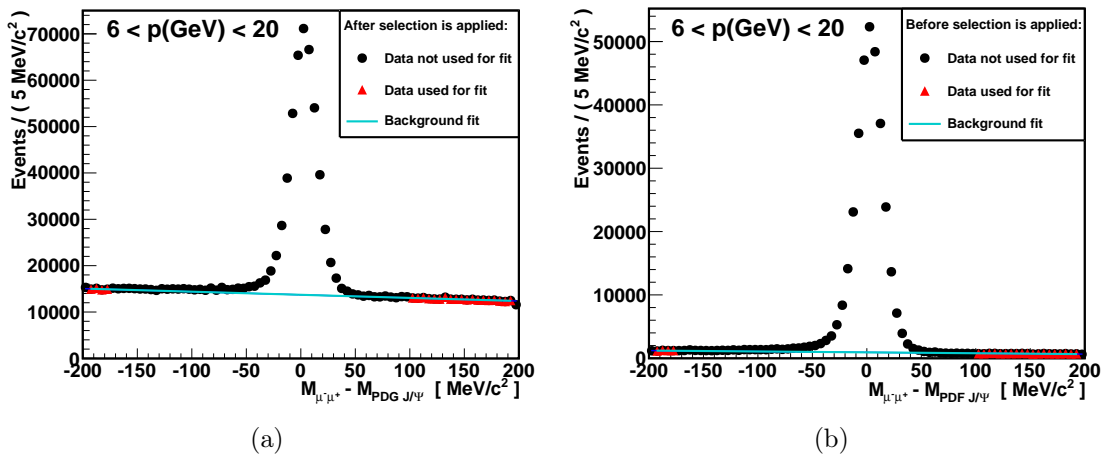 6 < p(GeV) < 20
After selection is applied:
Data not used for fit
Data used for fit
Background fit
Events / ( 5 MeV/c² )
70000
60000
50000
40000
30000
20000
10000
0
-200 -150 -100 -50 0 50 100 150 200
M μ⁻μ⁺ - M PDG J/Ψ [ MeV/c² ]
(a)
6 < p(GeV) < 20
Before selection is applied:
Data not used for fit
Data used for fit
Background fit
Events / ( 5 MeV/c² )
50000
40000
30000
20000
10000
0
-200 -150 -100 -50 0 50 100 150 200
M μ⁻μ⁺ - M PDF J/Ψ [ MeV/c² ]
(b)